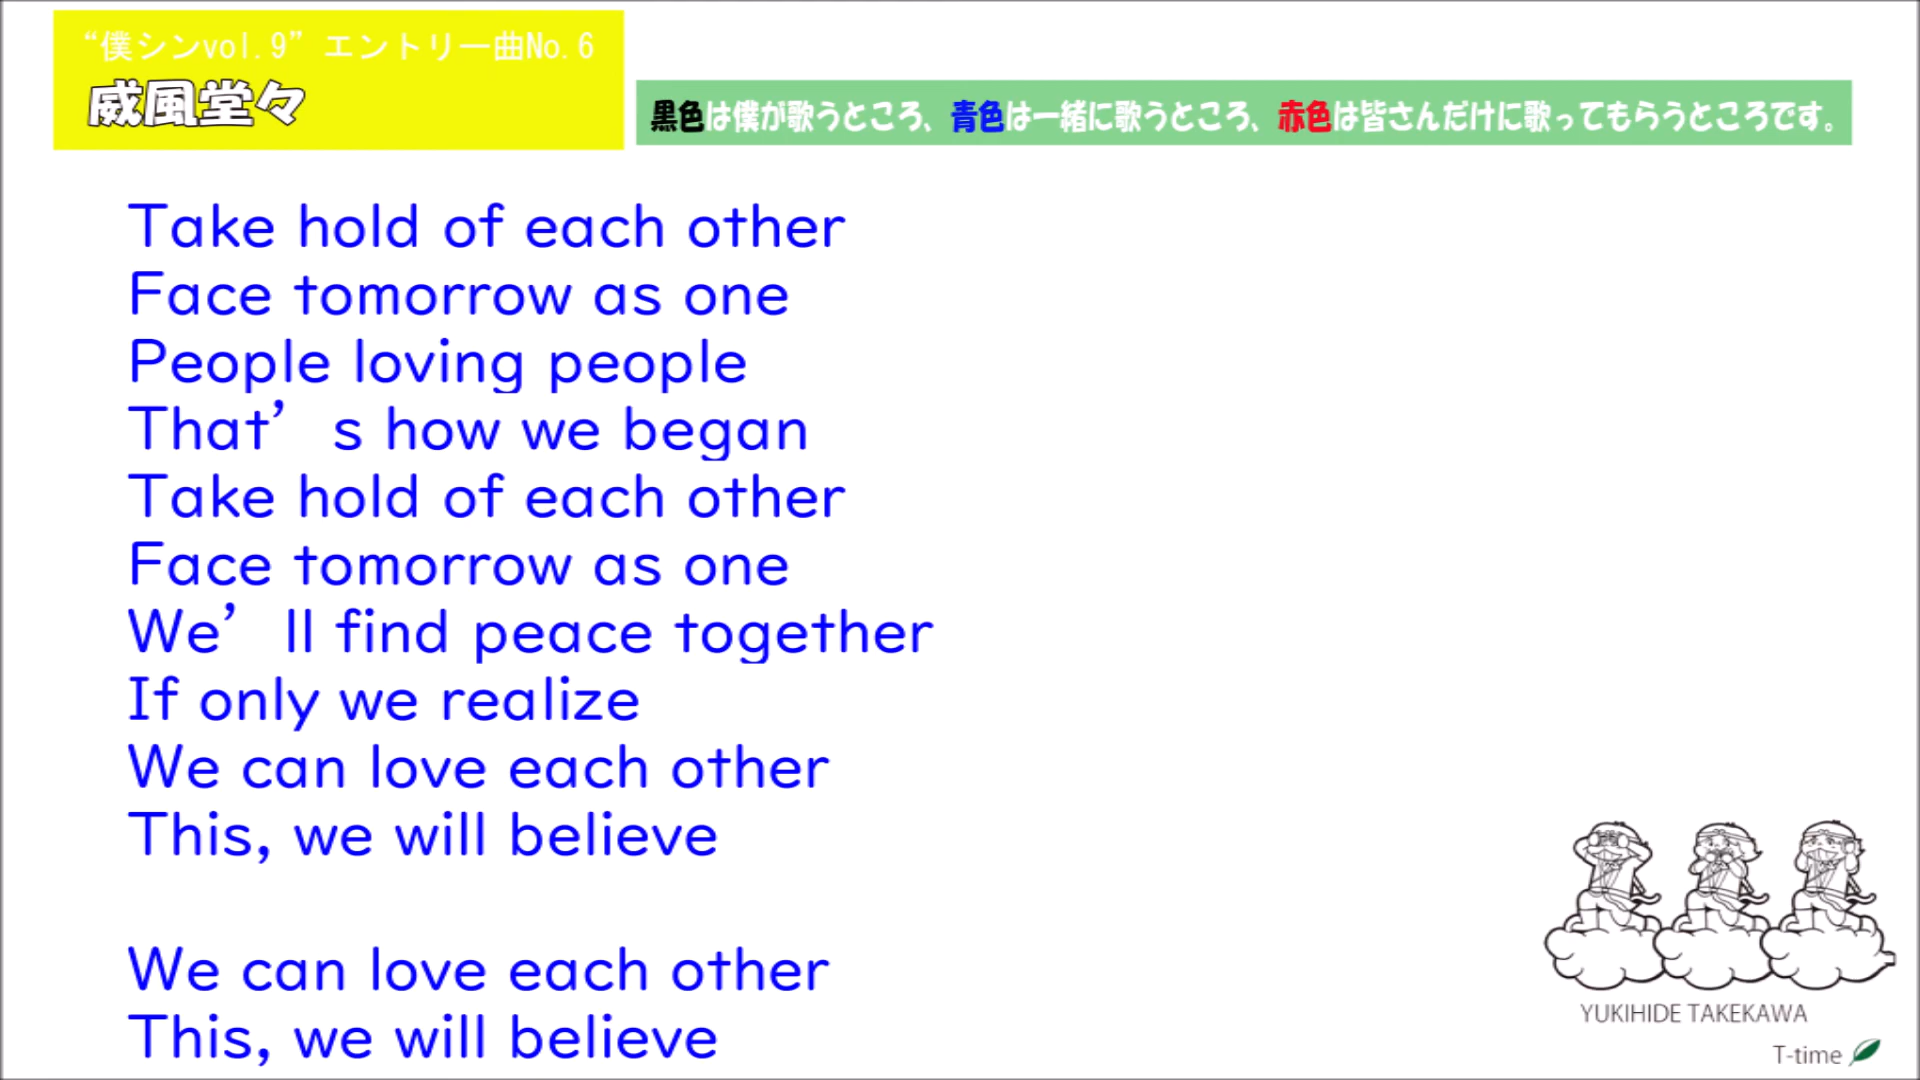 “僕シンvol.9”エントリー曲No.6
威風堂々
黒色は僕が歌うところ、青色は一緒に歌うところ、赤色は皆さんだけに歌ってもらうところです。
Take hold of each other
Face tomorrow as one
People loving people
That’s how we began
Take hold of each other
Face tomorrow as one
We’ll find peace together
If only we realize
We can love each other
This, we will believe
We can love each other
This, we will believe
YUKIHIDE TAKEKAWA
T-time